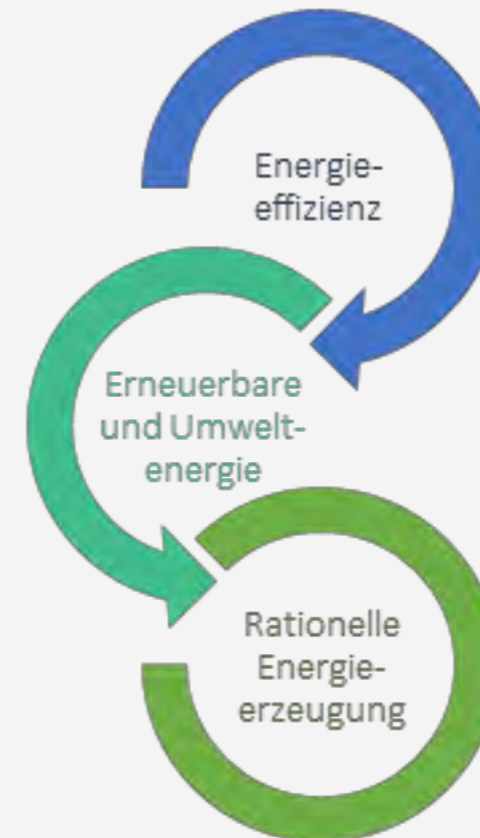 Energie-
effizienz
Erneuerbare
und Umwelt-
energie
Rationelle
Energie-
erzeugung